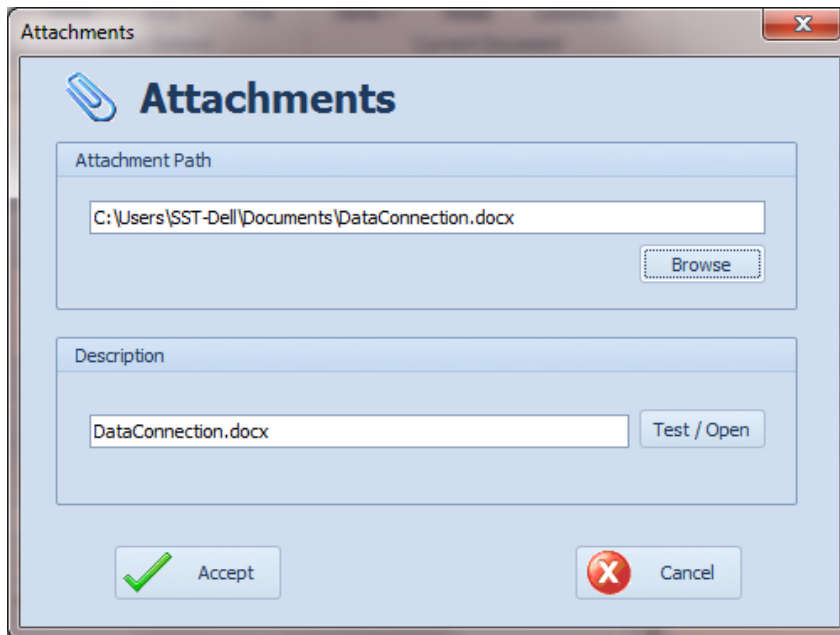 Attachments
Attachments
Attachment Path
C:\Users\SST-Dell\Documents\DataConnection.docx
Browse
Description
DataConnection.docx
Test / Open
Accept
Cancel